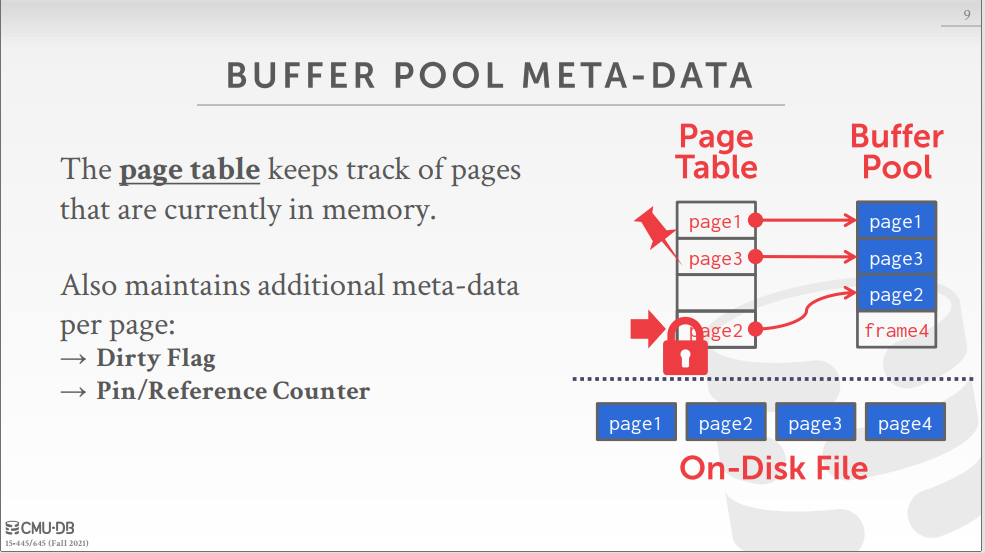 9
BUFFER POOL META-DATA
The page table keeps track of pages
that are currently in memory.
Also maintains additional meta-data
per page:
→ Dirty Flag
→ Pin/Reference Counter
Page
Table
page1
page3
page2
Buffer
Pool
page1
page3
page2
frame4
page1 page2 page3 page4
On-Disk File
CMU·DB
15-445/645 (Fall 2021)